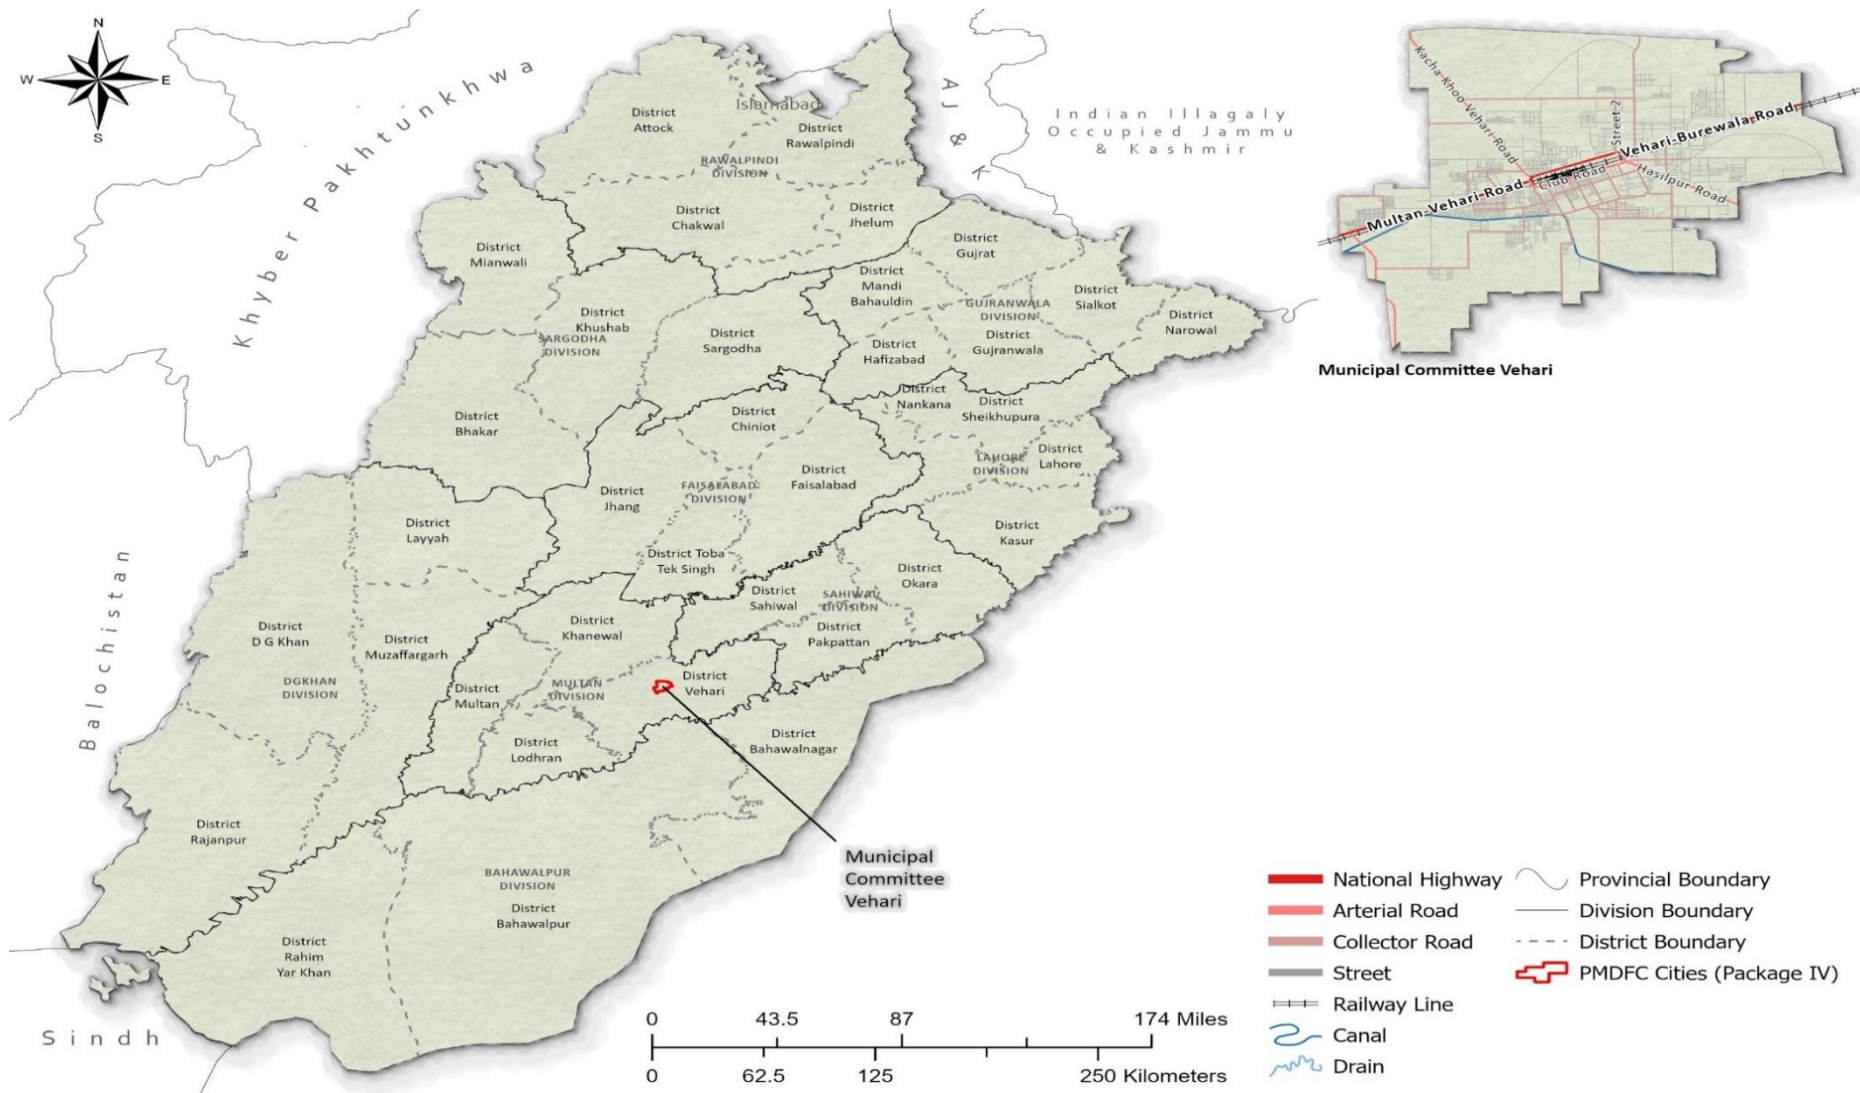 N
W
E
S
Khyber Pakhtunkhwa
AJ & K
Indian Illagaly
Occupied Jammu
& Kashmir
Balochistan
Sindh
Islamabad
District
Attock
District
Rawalpindi
RAWALPINDI
DIVISION
District
Chakwal
District
Jhelum
District
Mianwali
District
Gujrat
District
Mandi
Bahauldin
District
Sialkot
GUJRANWALA
DIVISION
District
Narowal
District
Khushab
SARGODHA
DIVISION
District
Sargodha
District
Hafizabad
District
Gujranwala
District
Bhakar
District
Chiniot
District
Nankana
District
Sheikhupura
LAHORE
DIVISION
District
Lahore
District
Jhang
FAISALABAD
DIVISION
District
Faisalabad
District
Layyah
District
Kasur
District Toba
Tek Singh
District
Okara
District
Sahiwal
SAHIWAL
DIVISION
District
Pakpattan
District
Khanewal
District
D G Khan
District
Muzaffargarh
DGKHAN
DIVISION
District
Multan
MULTAN
DIVISION
District
Vehari
District
Lodhran
District
Bahawalnagar
District
Rajanpur
BAHAWALPUR
DIVISION
District
Bahawalpur
District
Rahim
Yar Khan
Municipal
Committee
Vehari
Kacha Khoo Vehari Road
Street 2
Vehari-Burewala Road
Club Road
Hasilpur Road
Multan-Vehari Road
Municipal Committee Vehari
0 43.5 87 174 Miles
0 62.5 125 250 Kilometers
National Highway
Arterial Road
Collector Road
Street
Railway Line
Canal
Drain
Provincial Boundary
Division Boundary
District Boundary
PMDFC Cities (Package IV)